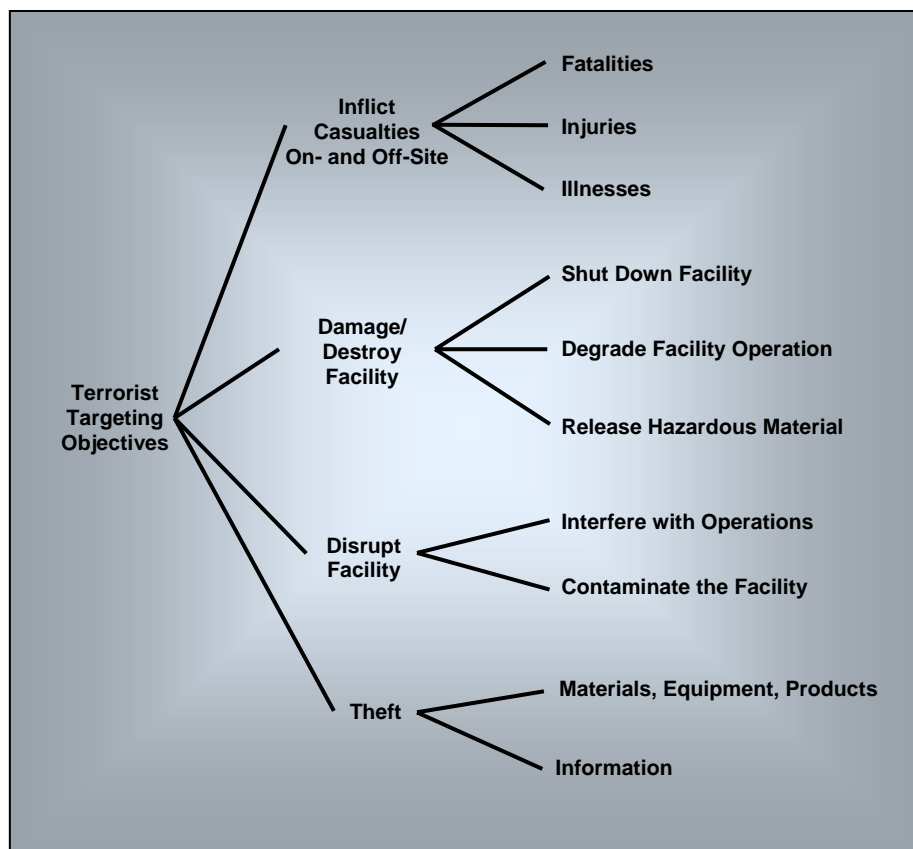 Terrorist
Targeting
Objectives
Inflict
Casualties
On- and Off-Site
Fatalities
Injuries
Illnesses
Damage/
Destroy
Facility
Shut Down Facility
Degrade Facility Operation
Release Hazardous Material
Disrupt
Facility
Interfere with Operations
Contaminate the Facility
Theft
Materials, Equipment, Products
Information